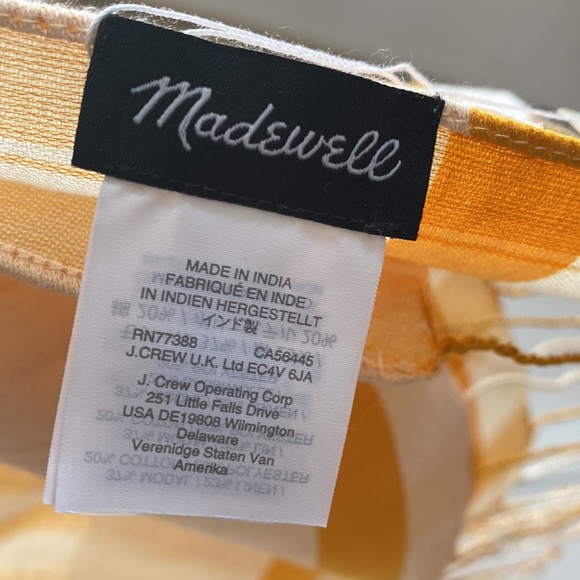 Madewell
MADE IN INDIA
FABRIQUÉ EN INDE
IN INDIEN HERGESTELLT
インド製
RN77388 CA56445
J.CREW U.K. Ltd EC4V 6JA
J. Crew Operating Corp
251 Little Falls Drive
USA DE19808 Wilmington
Delaware
Verenidge Staten Van
Amerika